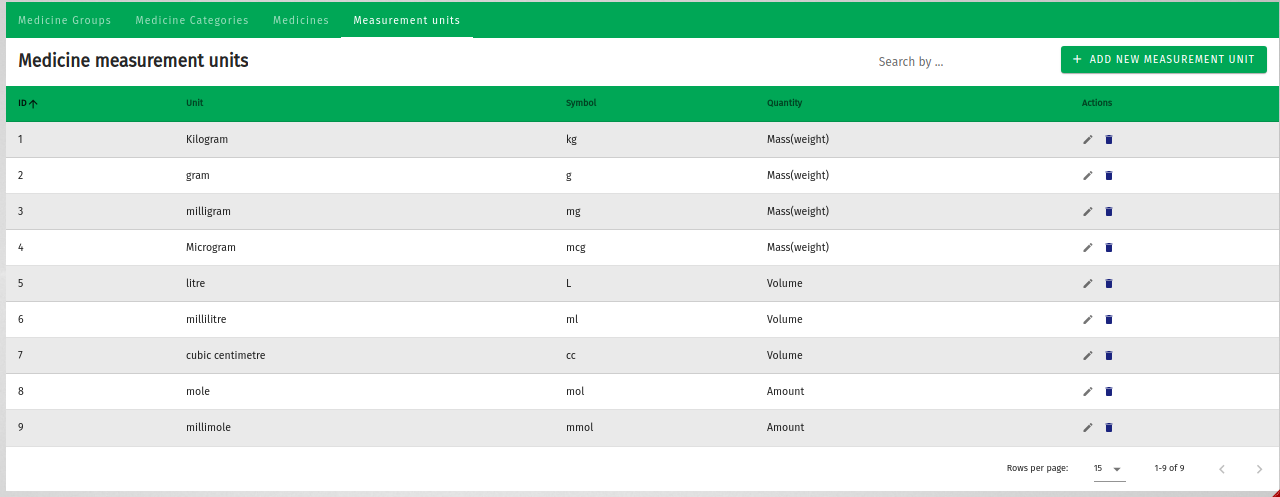 Medicine Groups Medicine Categories Medicines Measurement units
Medicine measurement units Search by ... + ADD NEW MEASUREMENT UNIT
ID Unit Symbol Quantity Actions
1 Kilogram kg Mass(weight)
2 gram g Mass(weight)
3 milligram mg Mass(weight)
4 Microgram mcg Mass(weight)
5 litre L Volume
6 millilitre ml Volume
7 cubic centimetre cc Volume
8 mole mol Amount
9 millimole mmol Amount
Rows per page: 15 1-9 of 9